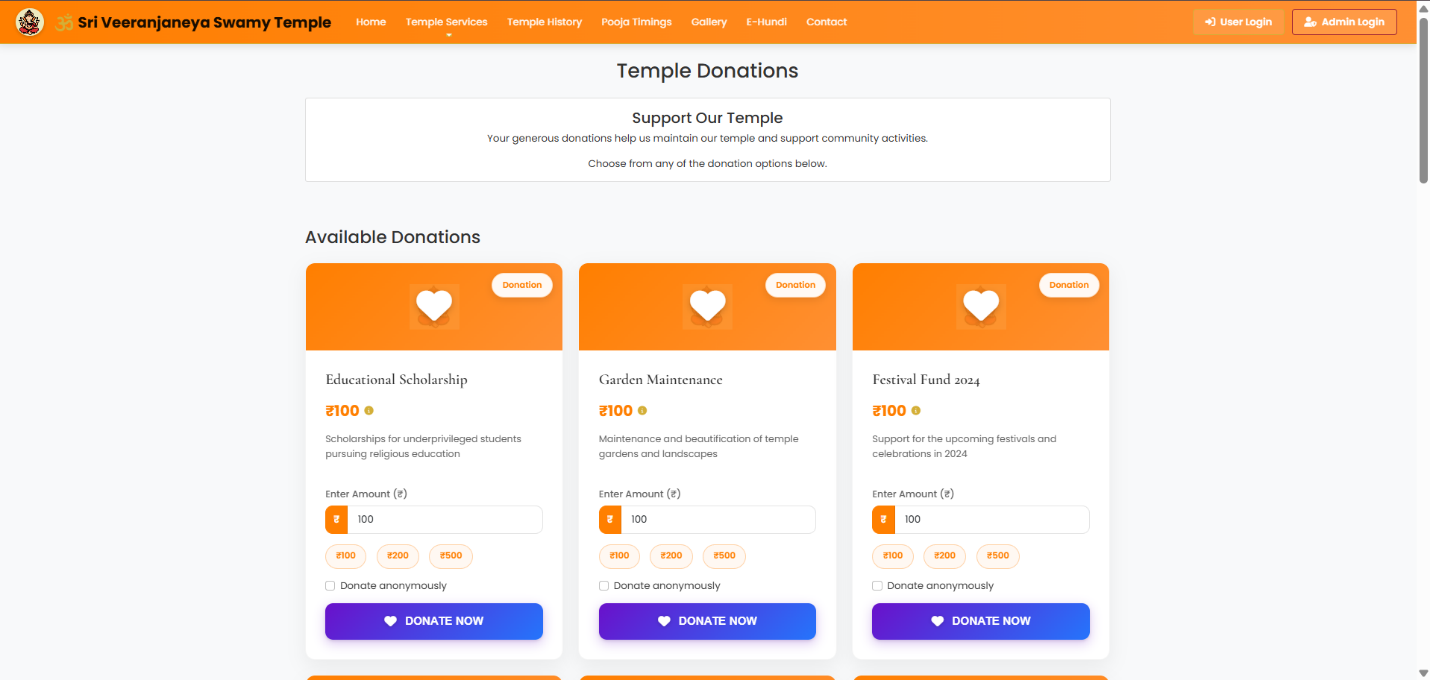 ॐ Sri Veeranjaneya Swamy Temple
Home
Temple Services
Temple History
Pooja Timings
Gallery
E-Hundi
Contact
User Login
Admin Login
Temple Donations
Support Our Temple
Your generous donations help us maintain our temple and support community activities.
Choose from any of the donation options below.
Available Donations
Donation
Educational Scholarship
₹100
Scholarships for underprivileged students
pursuing religious education
Enter Amount (₹)
₹ 100
₹100 ₹200 ₹500
Donate anonymously
DONATE NOW
Donation
Garden Maintenance
₹100
Maintenance and beautification of temple
gardens and landscapes
Enter Amount (₹)
₹ 100
₹100 ₹200 ₹500
Donate anonymously
DONATE NOW
Donation
Festival Fund 2024
₹100
Support for the upcoming festivals and
celebrations in 2024
Enter Amount (₹)
₹ 100
₹100 ₹200 ₹500
Donate anonymously
DONATE NOW